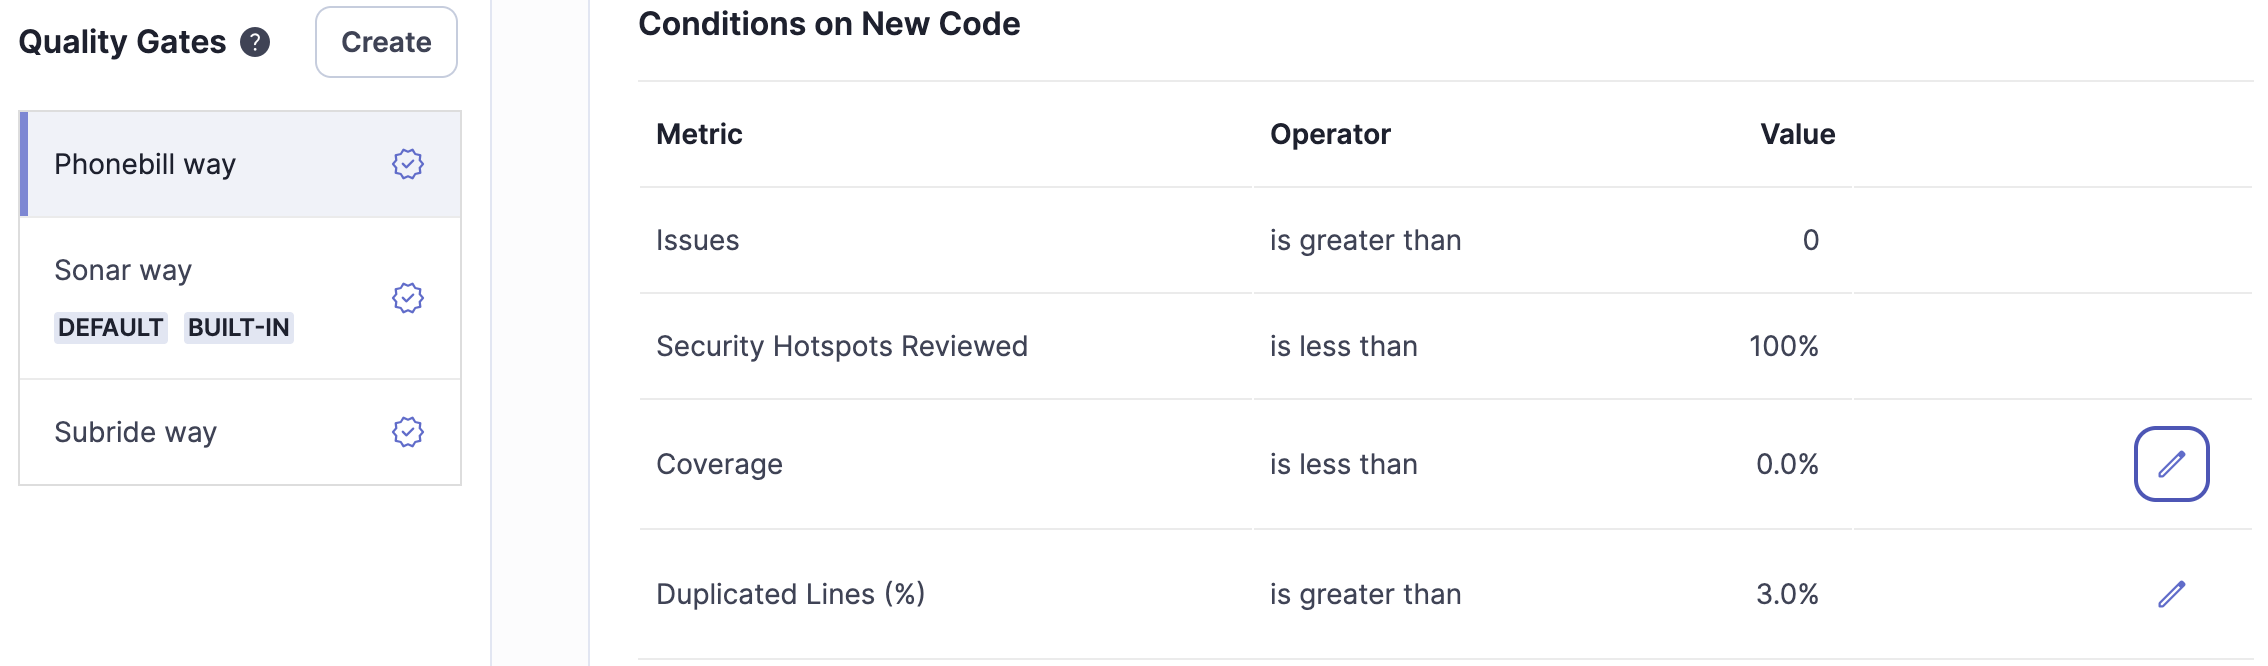 Quality Gates ?
Create
Phonebill way
Sonar way
DEFAULT BUILT-IN
Subride way
Conditions on New Code
Metric Operator Value
Issues is greater than 0
Security Hotspots Reviewed is less than 100%
Coverage is less than 0.0%
Duplicated Lines (%) is greater than 3.0%